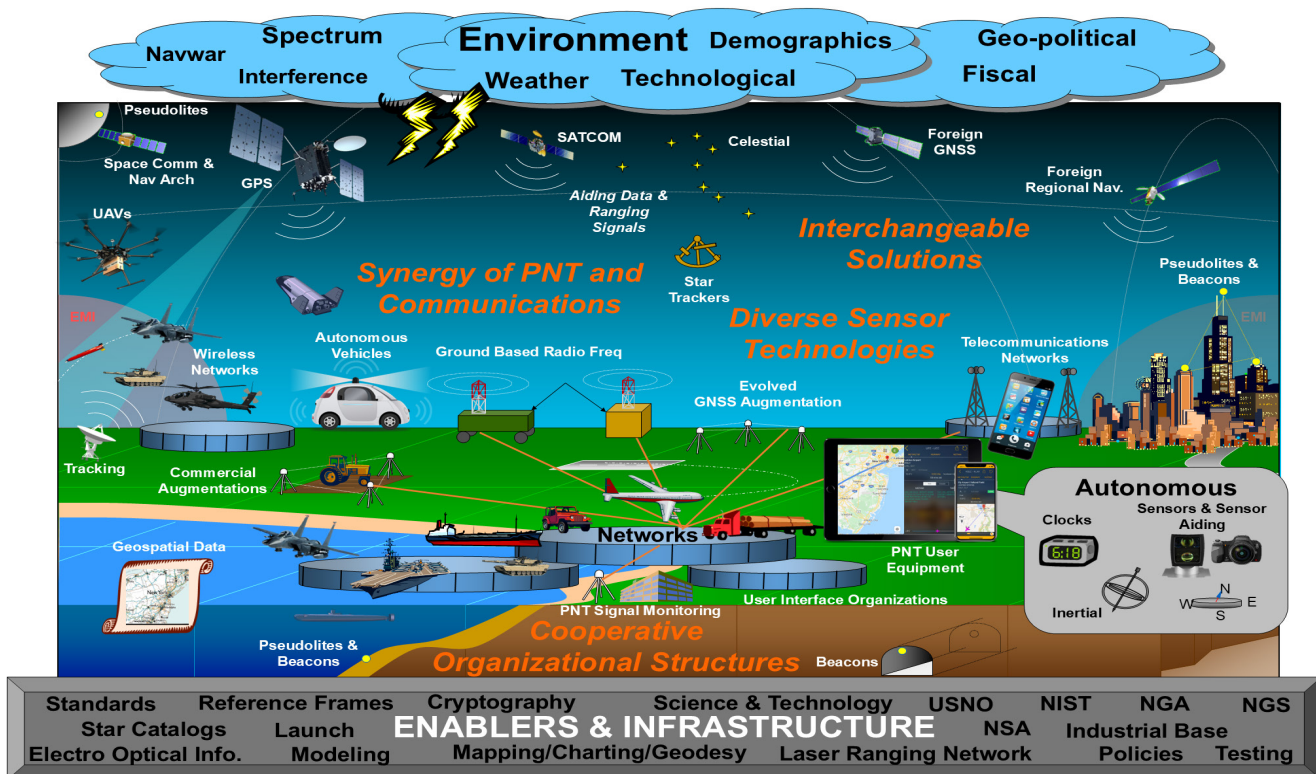 Navwar
Spectrum
Interference
Environment
Weather
Demographics
Technological
Geo-political
Fiscal
Pseudolites
Space Comm &
Nav Arch
GPS
SATCOM
Celestial
Foreign
GNSS
Foreign
Regional Nav.
Aiding Data &
Ranging
Signals
UAVs
Interchangeable
Solutions
Synergy of PNT and
Communications
Star
Trackers
Pseudolites &
Beacons
EMI
EMI
Diverse Sensor
Technologies
Wireless
Networks
Autonomous
Vehicles
Ground Based Radio Freq
Evolved
GNSS Augmentation
Telecommunications
Networks
Tracking
Commercial
Augmentations
Autonomous
Sensors & Sensor
Aiding
Clocks
6:18
Inertial
N
W
E
S
Networks
PNT User
Equipment
Geospatial Data
New York
PNT Signal Monitoring
User Interface Organizations
Cooperative
Organizational Structures
Pseudolites &
Beacons
Beacons
Standards
Reference Frames
Cryptography
Science & Technology
USNO
NIST
NGA
NGS
Star Catalogs
Launch
ENABLERS & INFRASTRUCTURE
NSA
Industrial Base
Electro Optical Info.
Modeling
Mapping/Charting/Geodesy
Laser Ranging Network
Policies
Testing